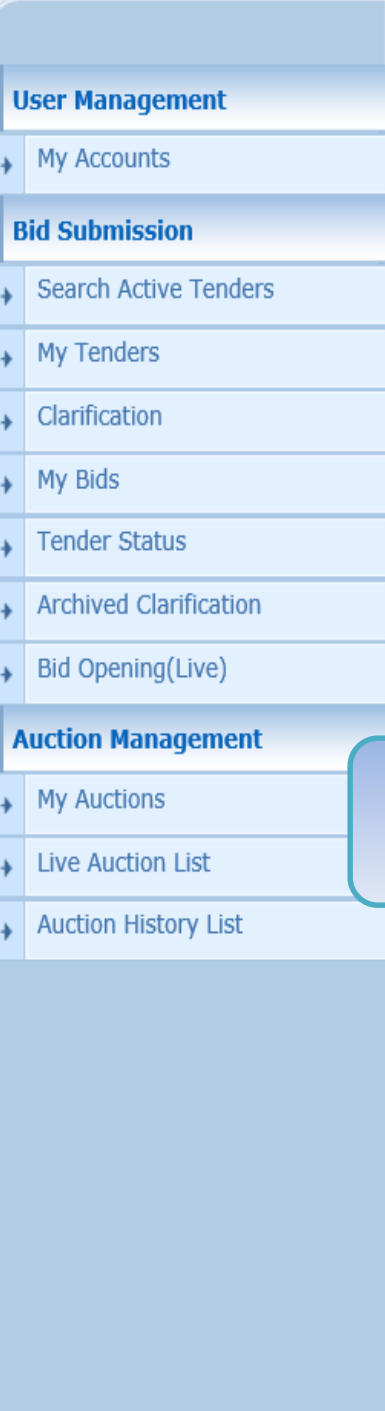 User Management
My Accounts
Bid Submission
Search Active Tenders
My Tenders
Clarification
My Bids
Tender Status
Archived Clarification
Bid Opening(Live)
Auction Management
My Auctions
Live Auction List
Auction History List